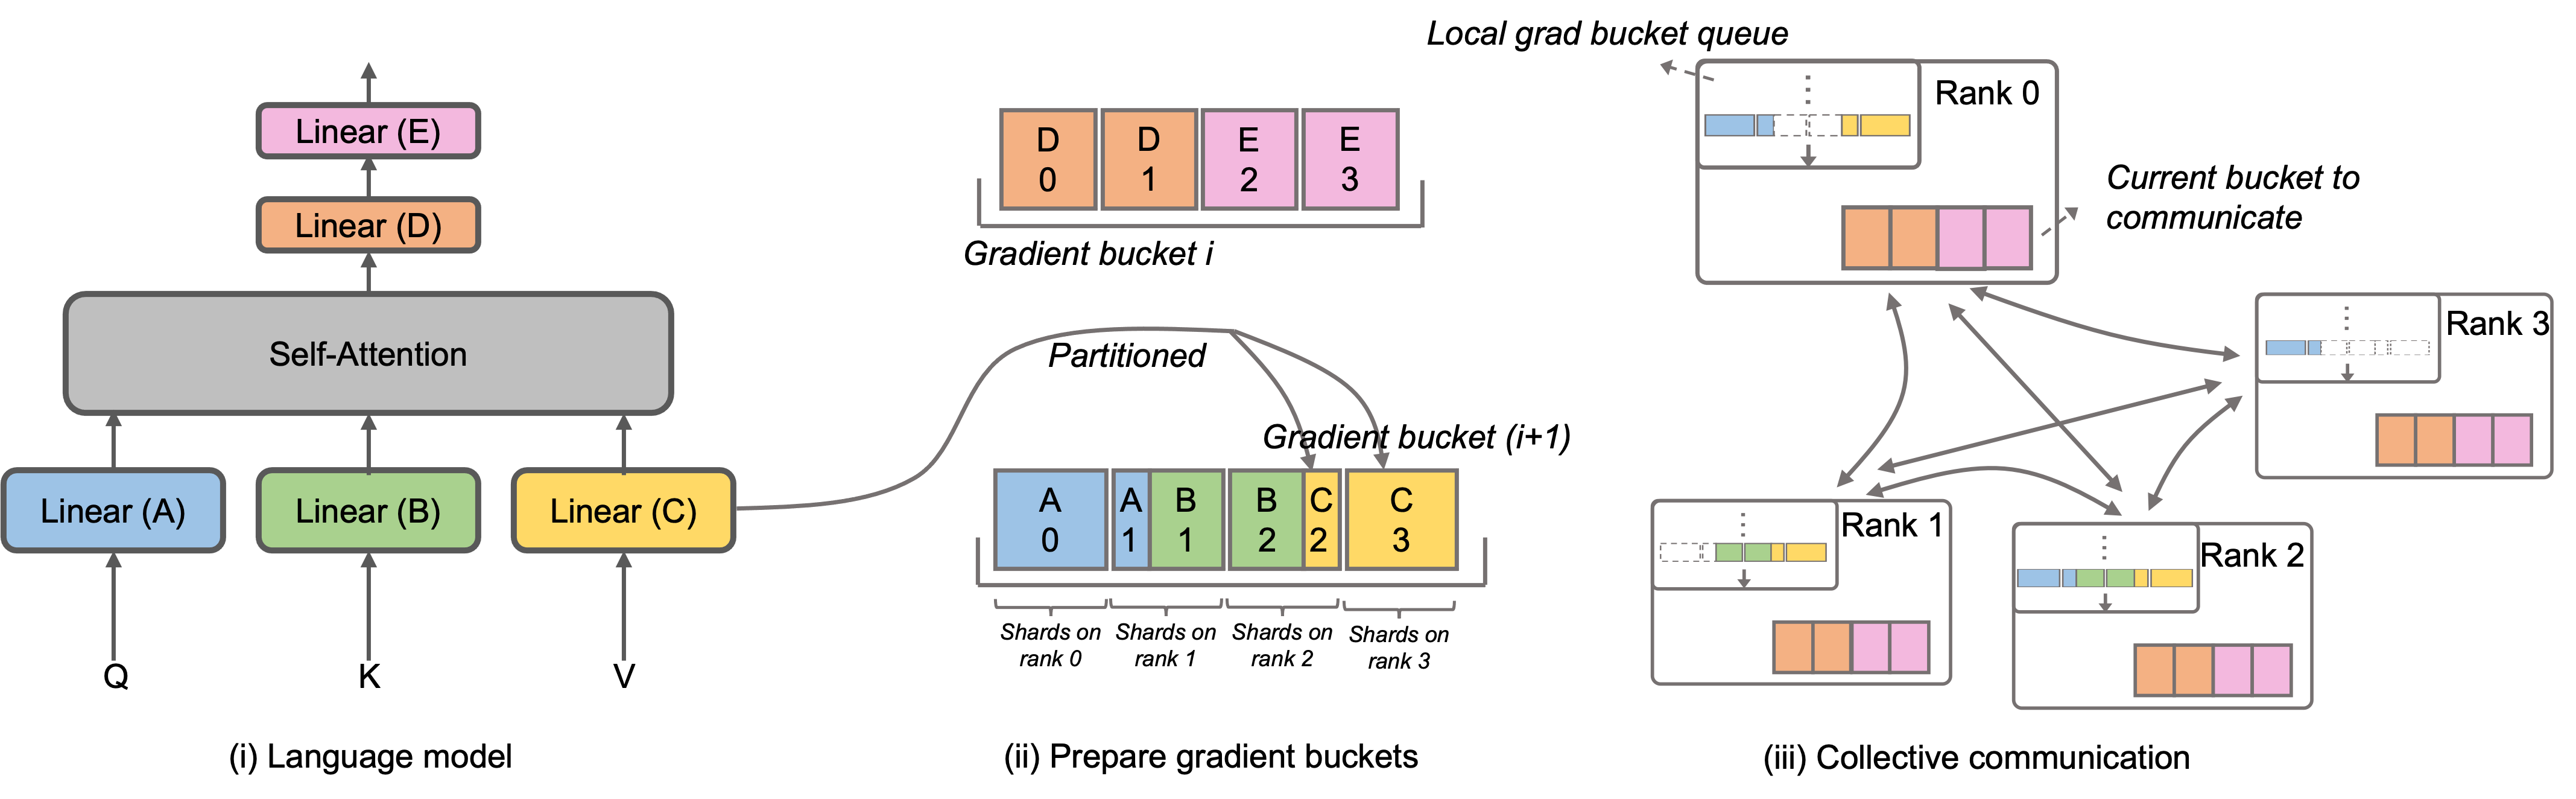 Linear (E)
Linear (D)
Self-Attention
Linear (A)
Linear (B)
Linear (C)
Q
K
V
(i) Language model
D
0
D
1
E
2
E
3
Gradient bucket i
Partitioned
Gradient bucket (i+1)
A
0
A
1
B
1
B
2
C
2
C
3
Shards on
rank 0
Shards on
rank 1
Shards on
rank 2
Shards on
rank 3
(ii) Prepare gradient buckets
Local grad bucket queue
Rank 0
Current bucket to
communicate
Rank 3
Rank 1
Rank 2
(iii) Collective communication